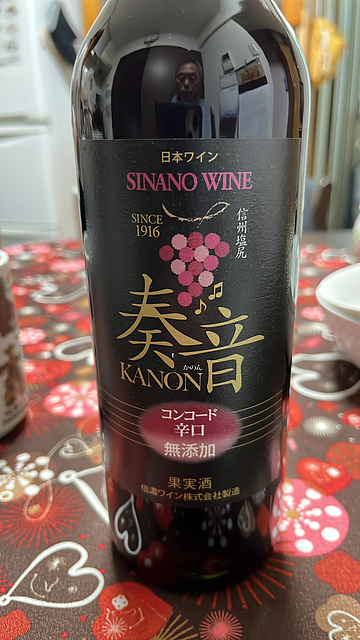 日本ワイン
SINANO WINE
SINCE
1916
信州塩尻
奏音
かのん
KANON
コンコード
辛口
無添加
果実酒
信濃ワイン株式会社製造